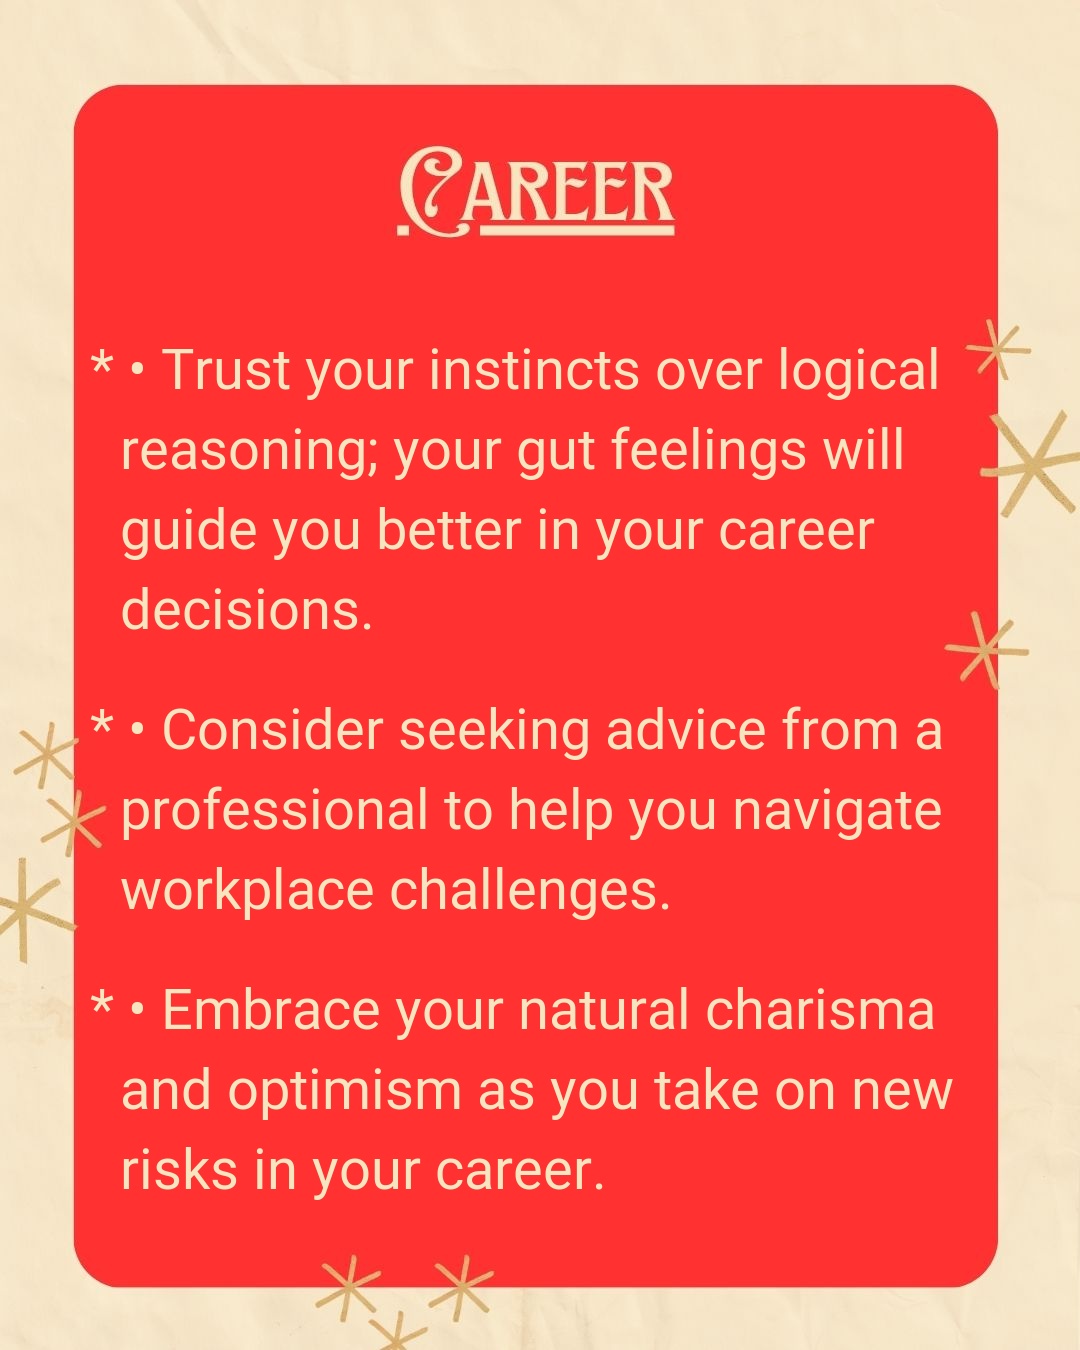 Career
* • Trust your instincts over logical
reasoning; your gut feelings will
guide you better in your career
decisions.
* • Consider seeking advice from a
professional to help you navigate
workplace challenges.
* • Embrace your natural charisma
and optimism as you take on new
risks in your career.